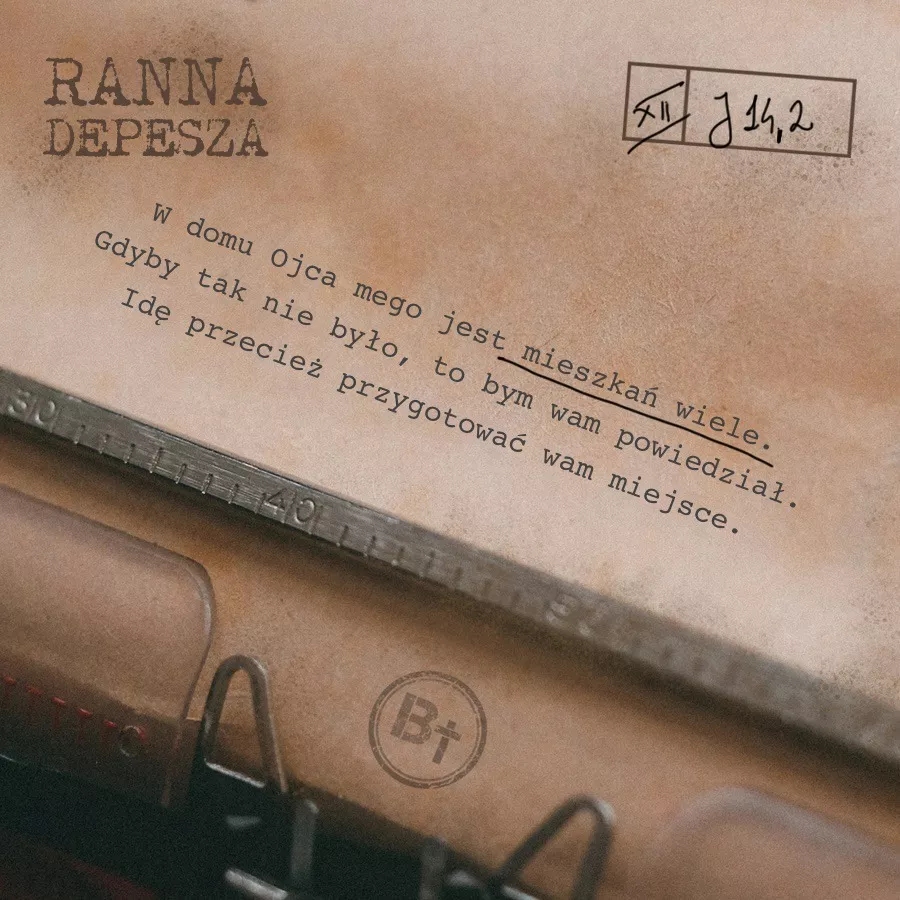 RANNA
DEPESZA
XII J 14,2
W domu Ojca mego jest mieszkań wiele.
Gdyby tak nie było, to bym wam powiedział.
Idę przecież przygotować wam miejsce.
30
40
Bt